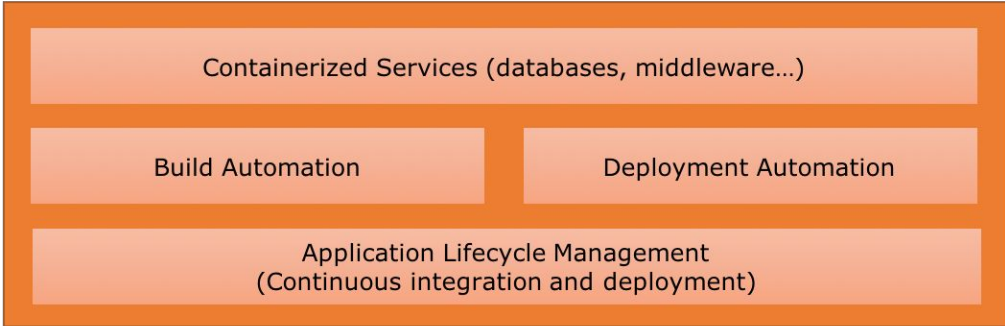 Containerized Services (databases, middleware…)
Build Automation
Deployment Automation
Application Lifecycle Management
(Continuous integration and deployment)